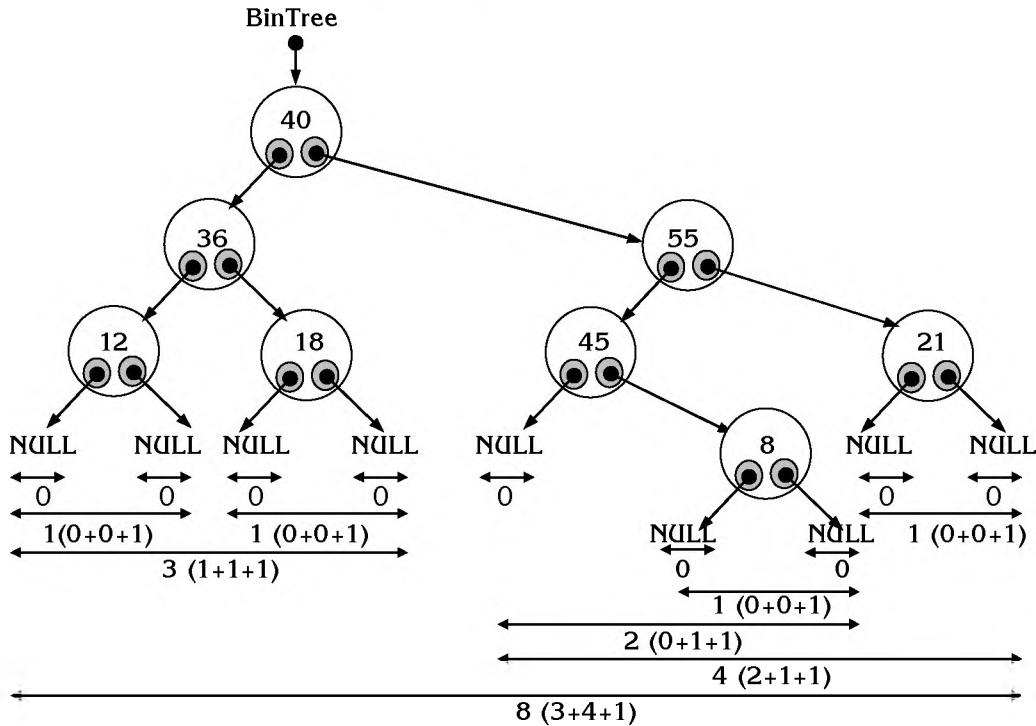 BinTree
40
36 55
12 18 45 21
NULL NULL NULL NULL NULL 8 NULL NULL
0 0 0 0 0 0 0
1(0+0+1) 1 (0+0+1) NULL NULL 1 (0+0+1)
3 (1+1+1) 0 0
1 (0+0+1)
2 (0+1+1)
4 (2+1+1)
8 (3+4+1)